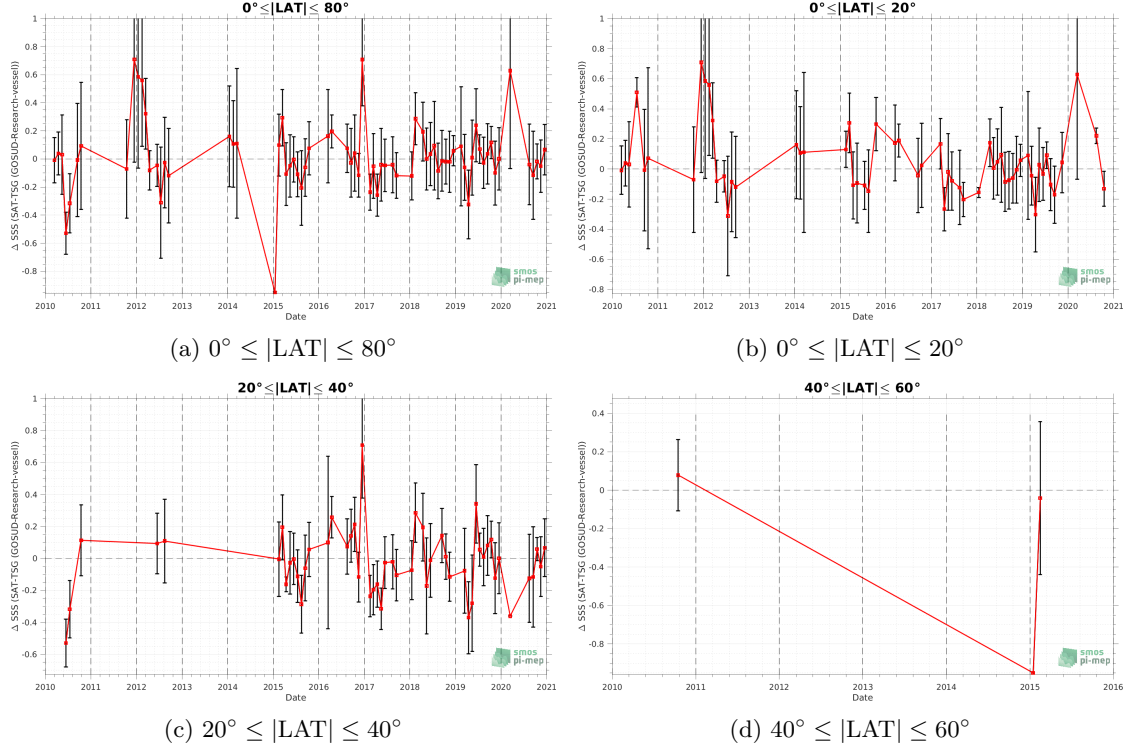 0°≤|LAT|≤ 80°
Δ SSS (SAT-TSG (GOSUD-Research-vessel))
1
0.8
0.6
0.4
0.2
0
-0.2
-0.4
-0.6
-0.8
2010 2011 2012 2013 2014 2015 2016 2017 2018 2019 2020 2021
Date
smos
pi-mep
(a) 0° ≤ |LAT| ≤ 80°
0°≤|LAT|≤ 20°
Δ SSS (SAT-TSG (GOSUD-Research-vessel))
1
0.8
0.6
0.4
0.2
0
-0.2
-0.4
-0.6
-0.8
2010 2011 2012 2013 2014 2015 2016 2017 2018 2019 2020 2021
Date
smos
pi-mep
(b) 0° ≤ |LAT| ≤ 20°
20°≤|LAT|≤ 40°
Δ SSS (SAT-TSG (GOSUD-Research-vessel))
1
0.8
0.6
0.4
0.2
0
-0.2
-0.4
-0.6
2010 2011 2012 2013 2014 2015 2016 2017 2018 2019 2020 2021
Date
smos
pi-mep
(c) 20° ≤ |LAT| ≤ 40°
40°≤|LAT|≤ 60°
Δ SSS (SAT-TSG (GOSUD-Research-vessel))
0.4
0.2
0
-0.2
-0.4
-0.6
-0.8
2010 2011 2012 2013 2014 2015 2016
Date
smos
pi-mep
(d) 40° ≤ |LAT| ≤ 60°